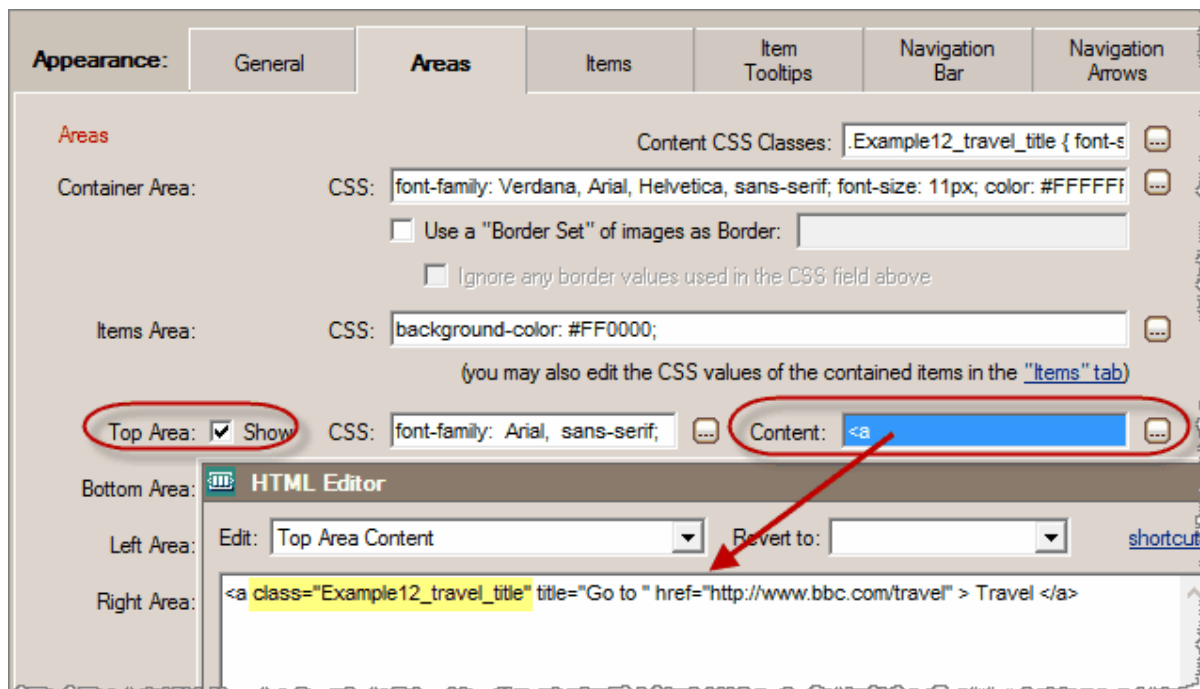 Appearance: General Areas Items Item Tooltips Navigation Bar Navigation Arrows
Areas
Content CSS Classes: .Example12_travel_title { font-s ...
Container Area: CSS: font-family: Verdana, Arial, Helvetica, sans-serif; font-size: 11px; color: #FFFFFF ...
Use a "Border Set" of images as Border:
Ignore any border values used in the CSS field above
Items Area: CSS: background-color: #FF0000; ...
(you may also edit the CSS values of the contained items in the "Items" tab)
Top Area: Show CSS: font-family: Arial, sans-serif; ... Content: <a ...
Bottom Area:
HTML Editor
Left Area:
Edit: Top Area Content Revert to: shortcut
Right Area:
<a class="Example12_travel_title" title="Go to " href="http://www.bbc.com/travel" > Travel </a>